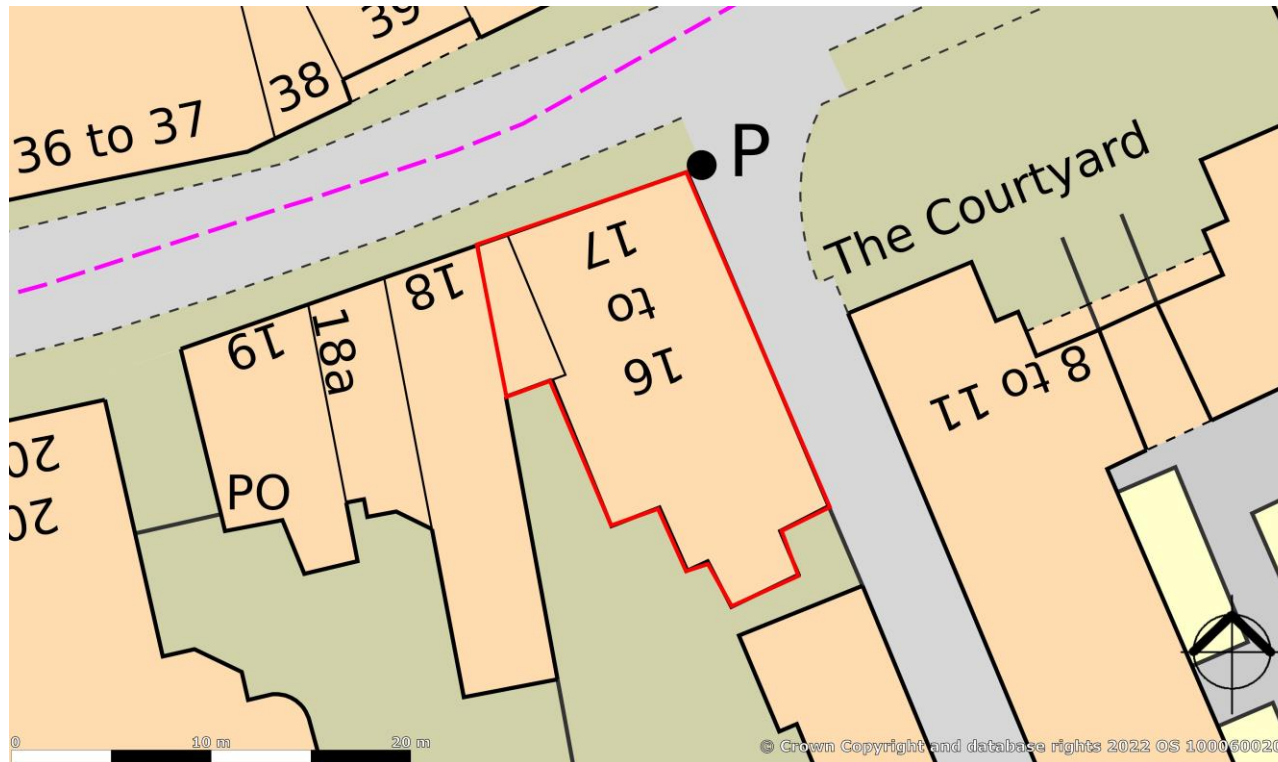 39
38
36 to 37
P
The Courtyard
17
to
16
18
18a
19
8 to 11
20
20
PO
0 10 m 20 m
© Crown Copyright and database rights 2022 OS 100060020